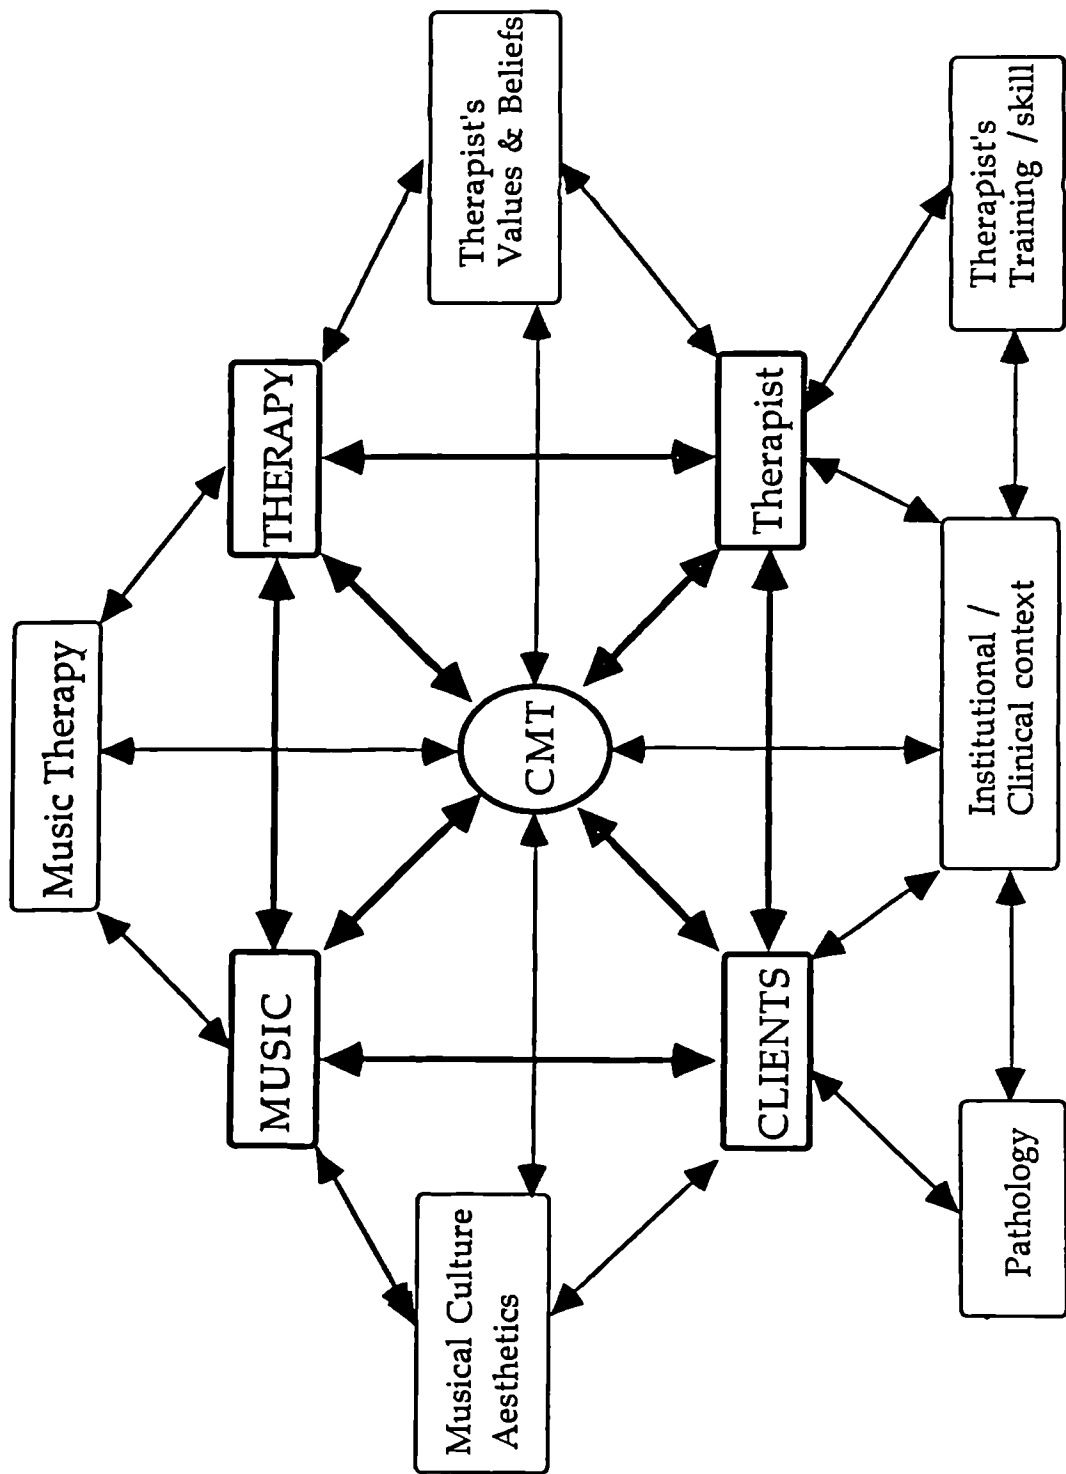 Music Therapy
MUSIC
THERAPY
Musical Culture
Aesthetics
CMT
Therapist's
Values & Beliefs
CLIENTS
Therapist
Pathology
Institutional /
Clinical context
Therapist's
Training /skill